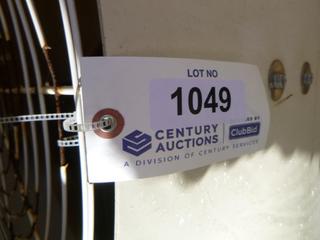 LOT NO
1049
CENTURY
AUCTIONS
ClubBid
A DIVISION OF CENTURY SERVICES